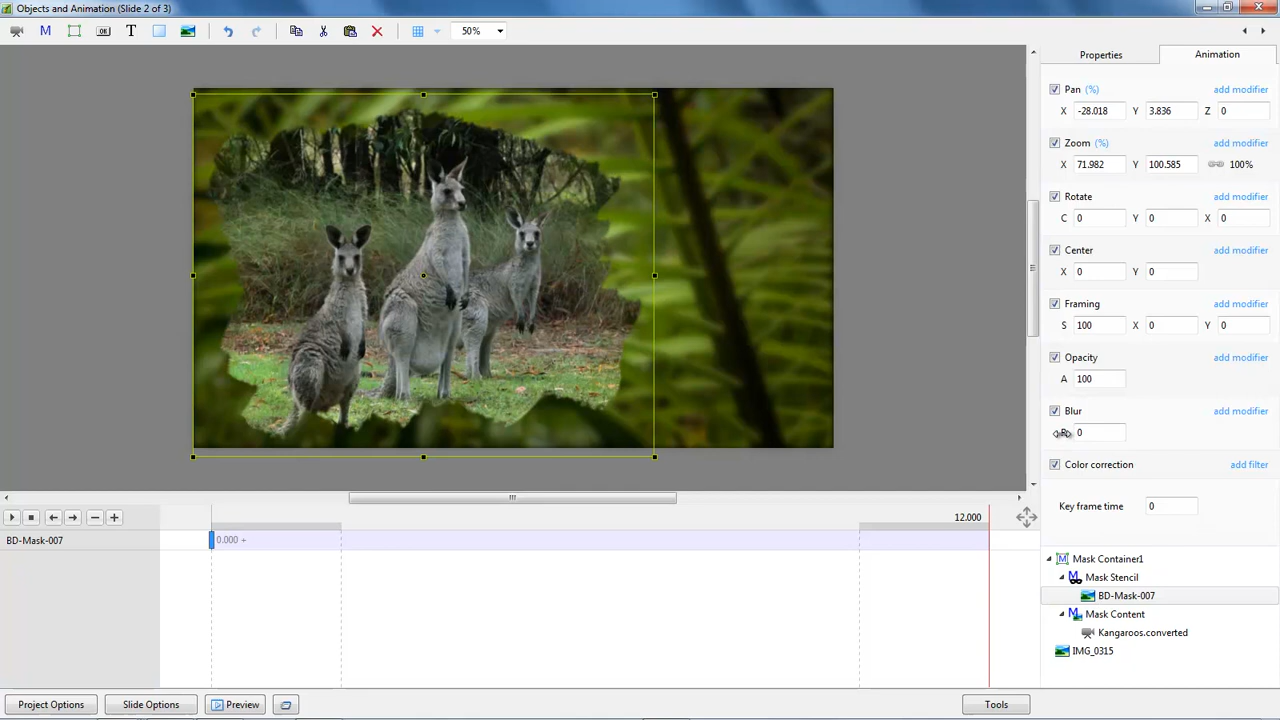 Objects and Animation (Slide 2 of 3)
M OK T 50%
Properties Animation
Pan (%) add modifier
X -28.018 Y 3.836 Z 0
Zoom (%) add modifier
X 71.982 Y 100.585 100%
Rotate add modifier
C 0 Y 0 X 0
Center add modifier
X 0 Y 0
Framing add modifier
S 100 X 0 Y 0
Opacity add modifier
A 100
Blur add modifier
0
Color correction add filter
Key frame time 0
12.000
BD-Mask-007 0.000 +
M Mask Container1
M Mask Stencil
BD-Mask-007
M Mask Content
Kangaroos.converted
IMG_0315
Project Options Slide Options Preview Tools